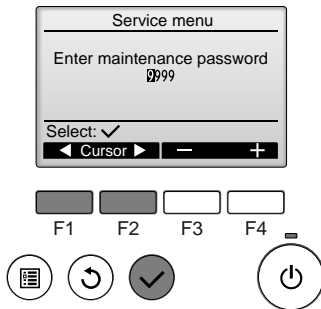 Service menu
Enter maintenance password
9999
Select: ✓
◀ Cursor ▶ − +
F1 F2 F3 F4